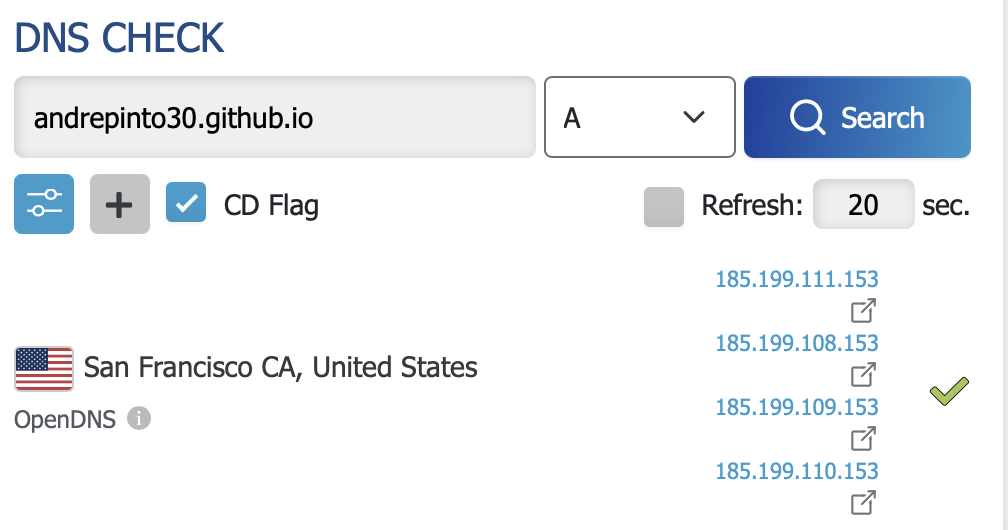 DNS CHECK
andrepinto30.github.io A Search
CD Flag Refresh: 20 sec.
185.199.111.153
185.199.108.153
San Francisco CA, United States
185.199.109.153
OpenDNS i
185.199.110.153